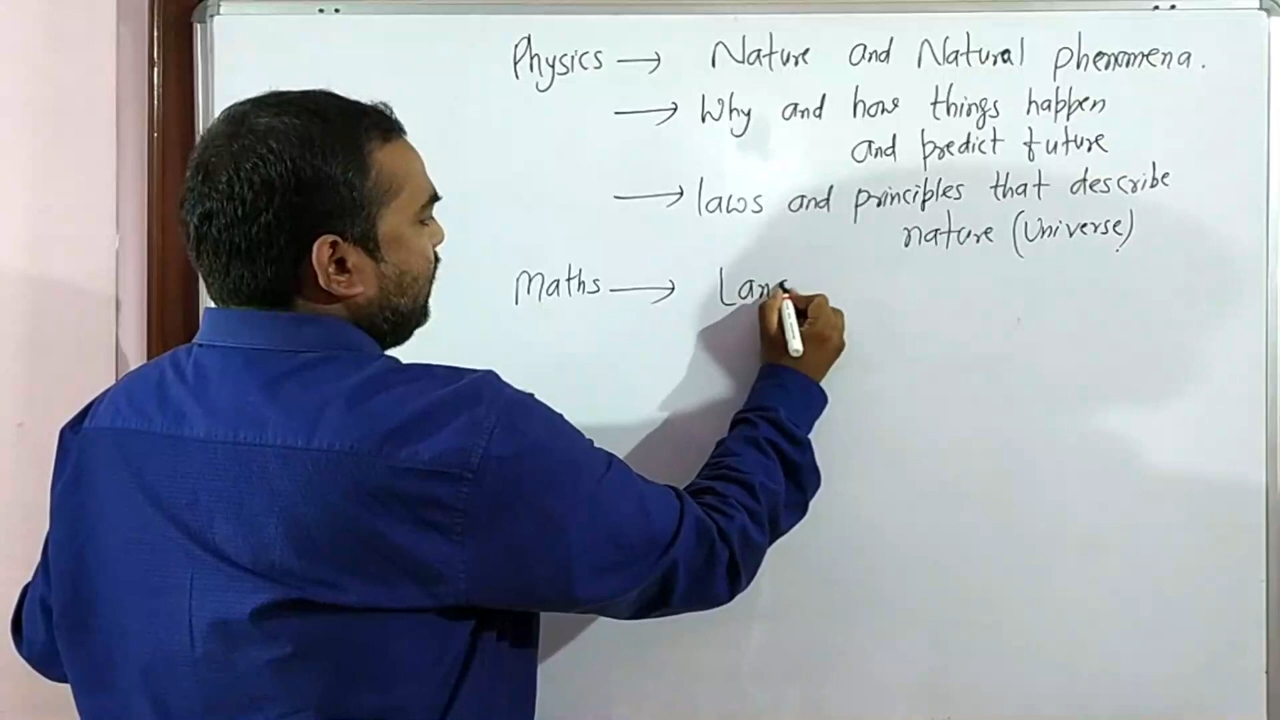 Physics → Nature and Natural phenomena.
→ Why and how things happen
and predict future
→ laws and principles that describe
nature (Universe)
Maths → Lan